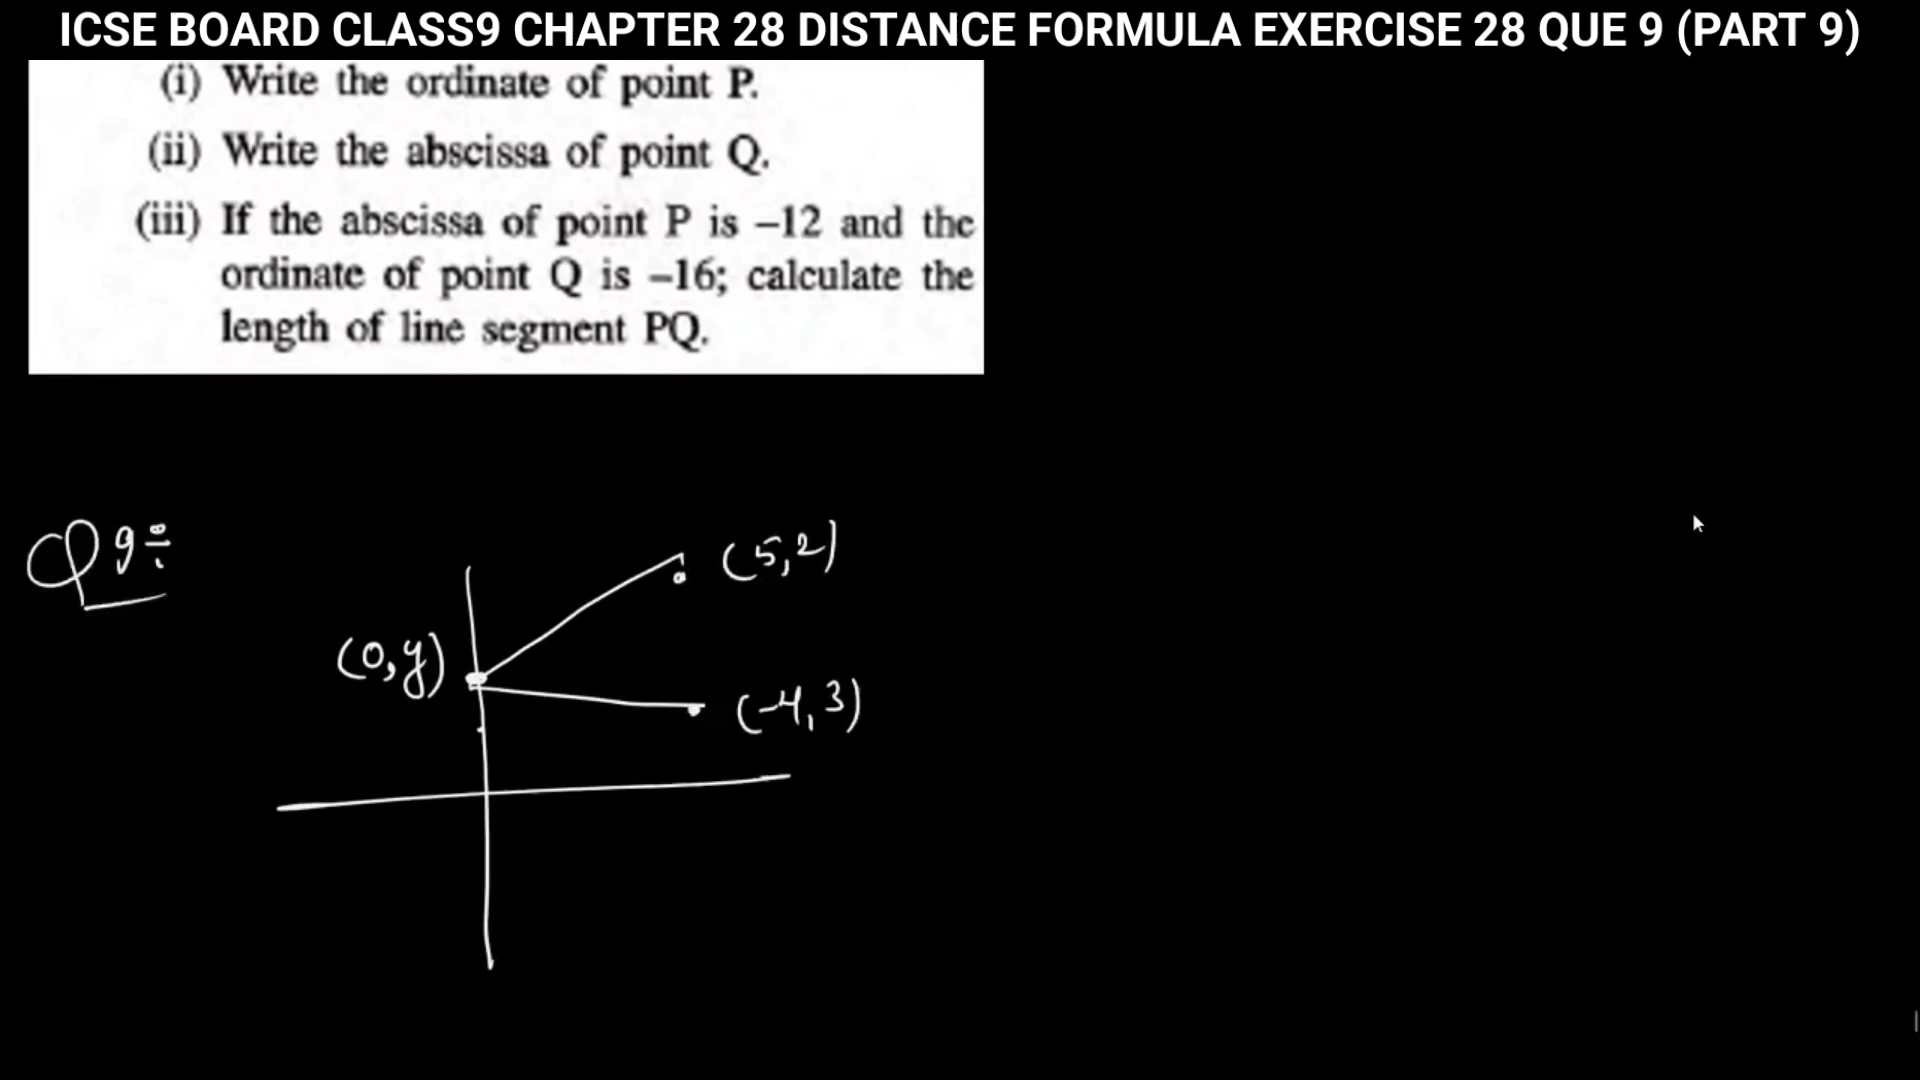 ICSE BOARD CLASS9 CHAPTER 28 DISTANCE FORMULA EXERCISE 28 QUE 9 (PART 9)
(i) Write the ordinate of point P.
(ii) Write the abscissa of point Q.
(iii) If the abscissa of point P is –12 and the
ordinate of point Q is –16; calculate the
length of line segment PQ.
Q9÷
(5,2)
(0,y)
(-4,3)